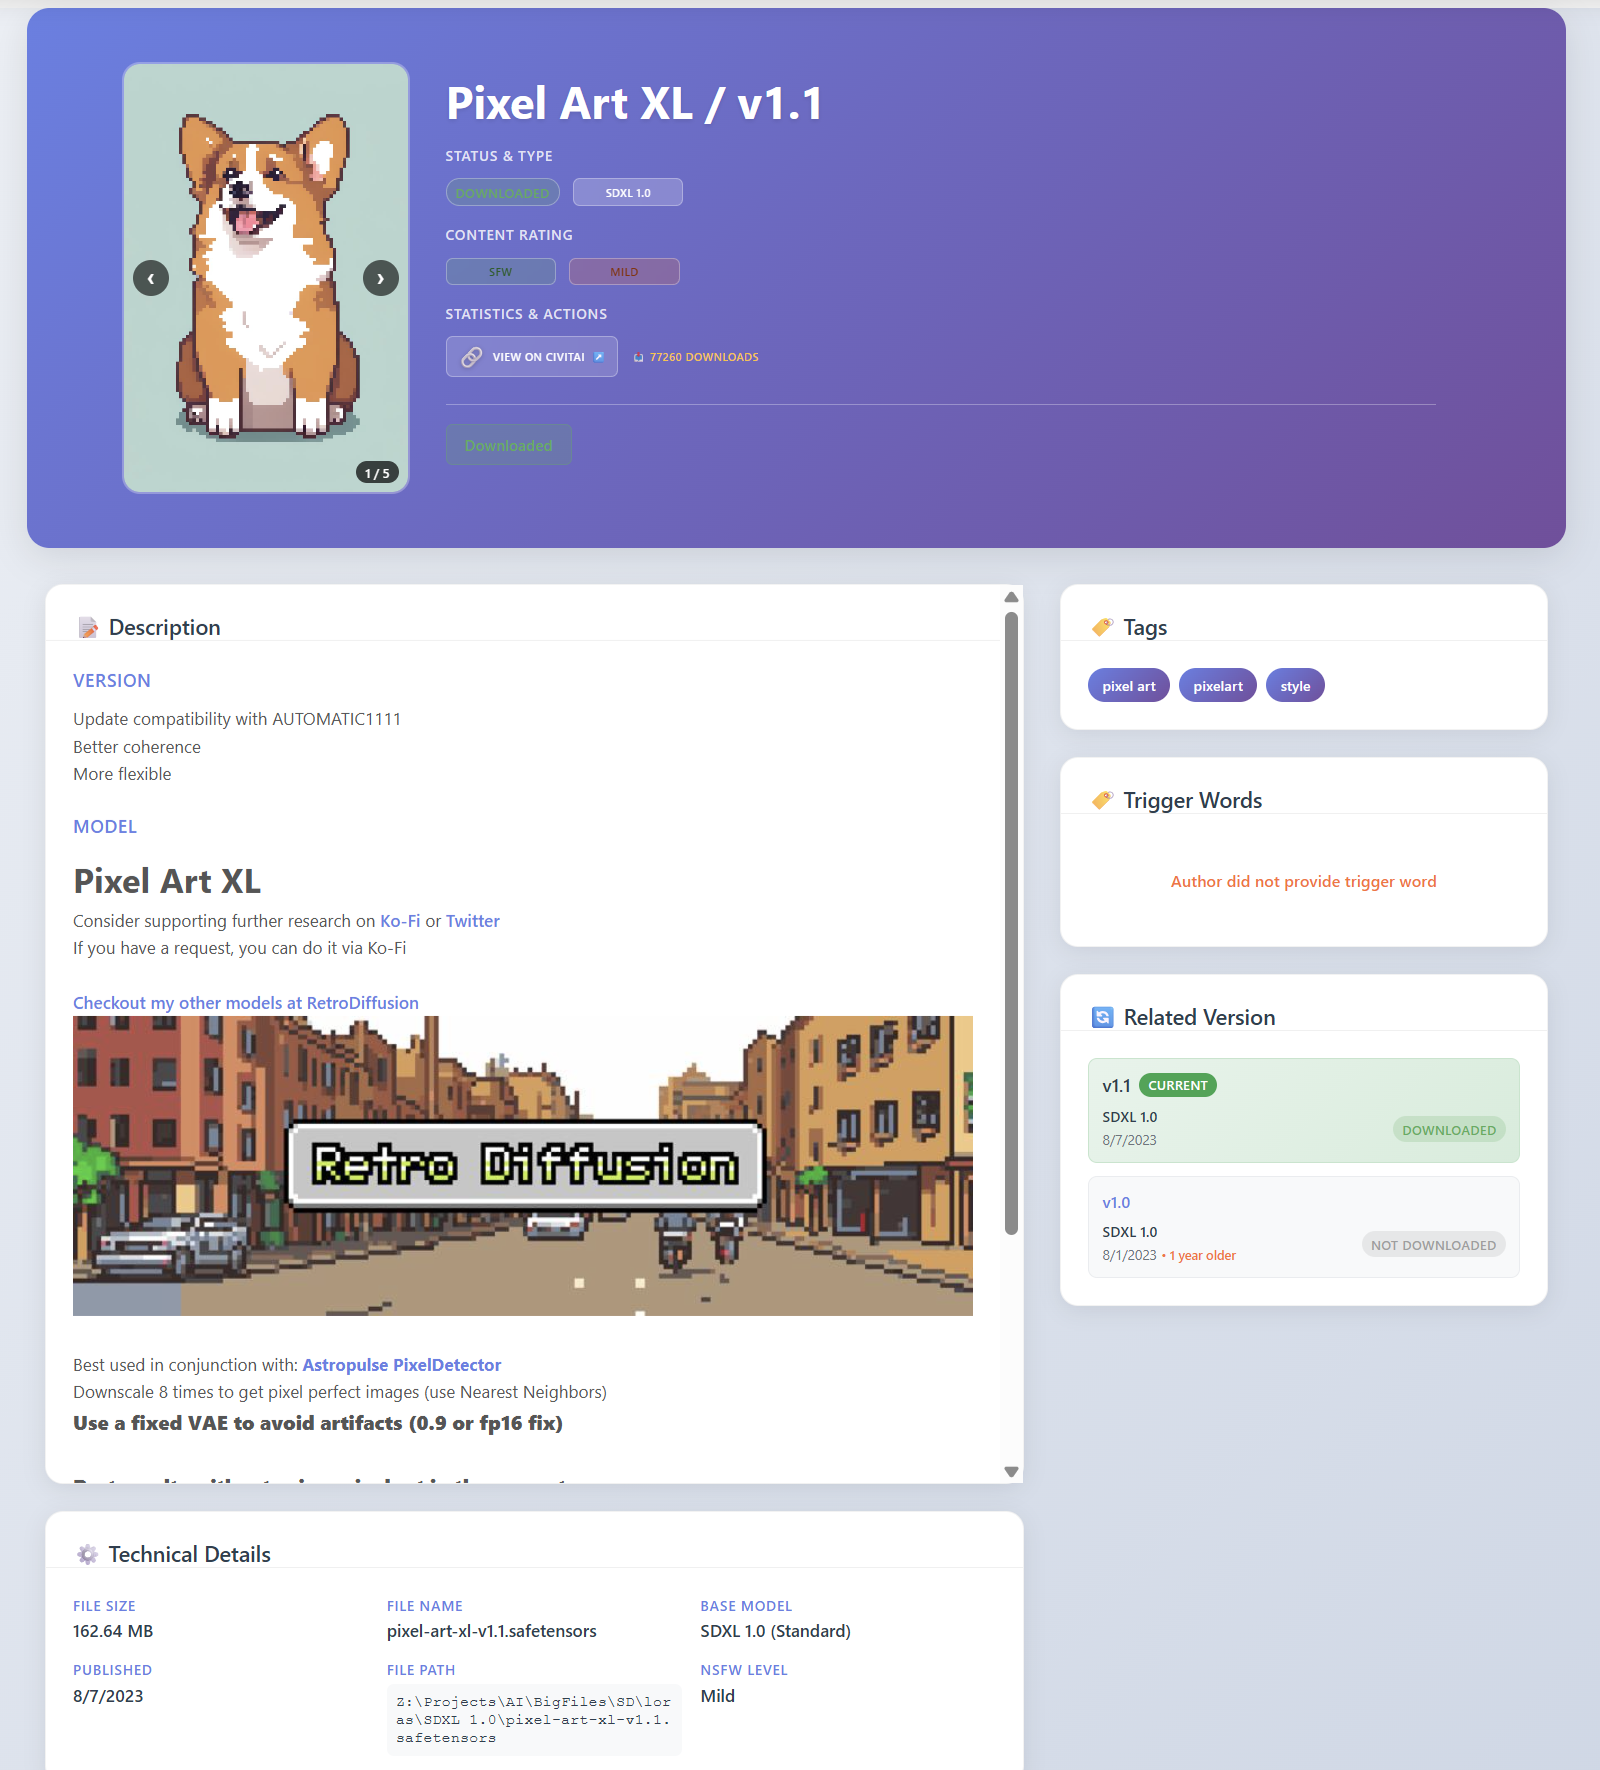 Pixel Art XL / v1.1
STATUS & TYPE
DOWNLOADED
SDXL 1.0
CONTENT RATING
SFW
MILD
STATISTICS & ACTIONS
VIEW ON CIVITAI
77260 DOWNLOADS
Downloaded
1 / 5
Description
VERSION
Update compatibility with AUTOMATIC1111
Better coherence
More flexible
MODEL
Pixel Art XL
Consider supporting further research on Ko-Fi or Twitter
If you have a request, you can do it via Ko-Fi
Checkout my other models at RetroDiffusion
Retro Diffusion
Best used in conjunction with: Astropulse PixelDetector
Downscale 8 times to get pixel perfect images (use Nearest Neighbors)
Use a fixed VAE to avoid artifacts (0.9 or fp16 fix)
Technical Details
FILE SIZE
162.64 MB
FILE NAME
pixel-art-xl-v1.1.safetensors
BASE MODEL
SDXL 1.0 (Standard)
PUBLISHED
8/7/2023
FILE PATH
Z:\Projects\AI\BigFiles\SD\lor
as\SDXL 1.0\pixel-art-xl-v1.1.
safetensors
NSFW LEVEL
Mild
Tags
pixel art
pixelart
style
Trigger Words
Author did not provide trigger word
Related Version
v1.1 CURRENT
SDXL 1.0
8/7/2023
DOWNLOADED
v1.0
SDXL 1.0
8/1/2023 • 1 year older
NOT DOWNLOADED